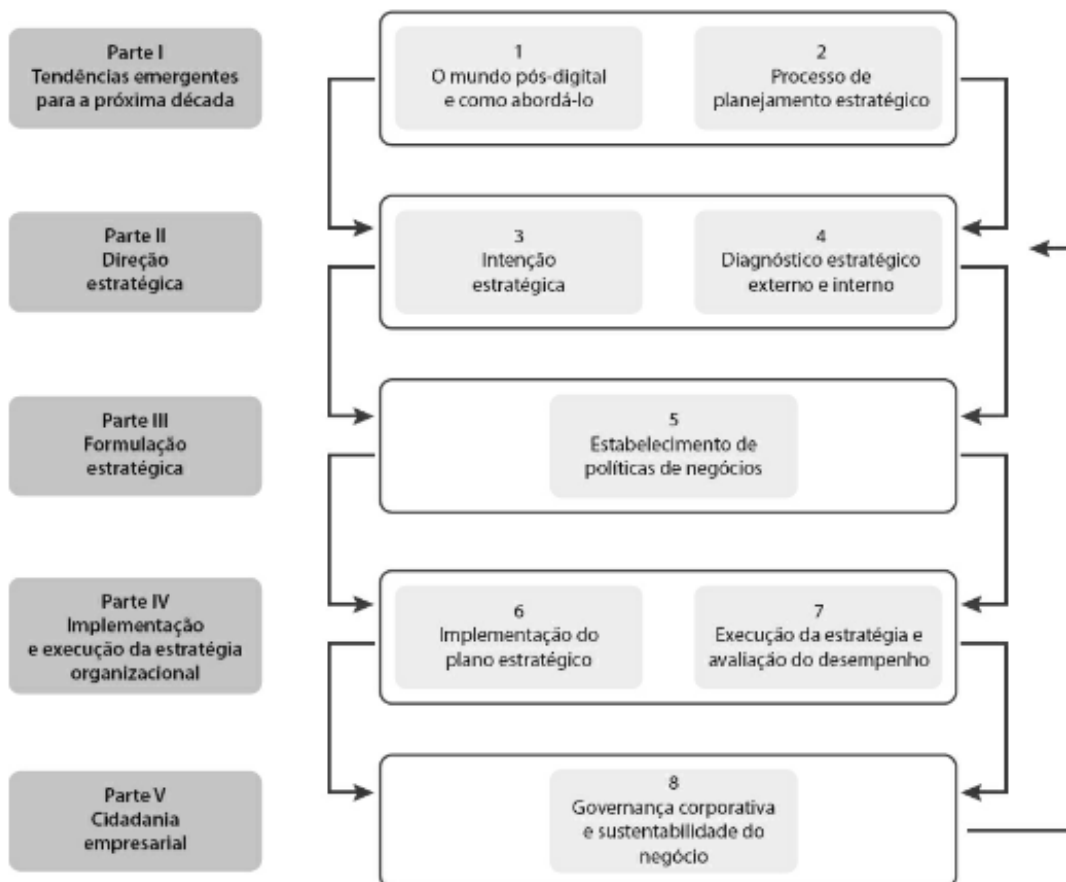 Parte I
Tendências emergentes
para a próxima década
1
O mundo pós-digital
e como abordá-lo
2
Processo de
planejamento estratégico
Parte II
Direção
estratégica
3
Intenção
estratégica
4
Diagnóstico estratégico
externo e interno
Parte III
Formulação
estratégica
5
Estabelecimento de
políticas de negócios
Parte IV
Implementação
e execução da estratégia
organizacional
6
Implementação do
plano estratégico
7
Execução da estratégia e
avaliação do desempenho
Parte V
Cidadania
empresarial
8
Governança corporativa
e sustentabilidade do
negócio